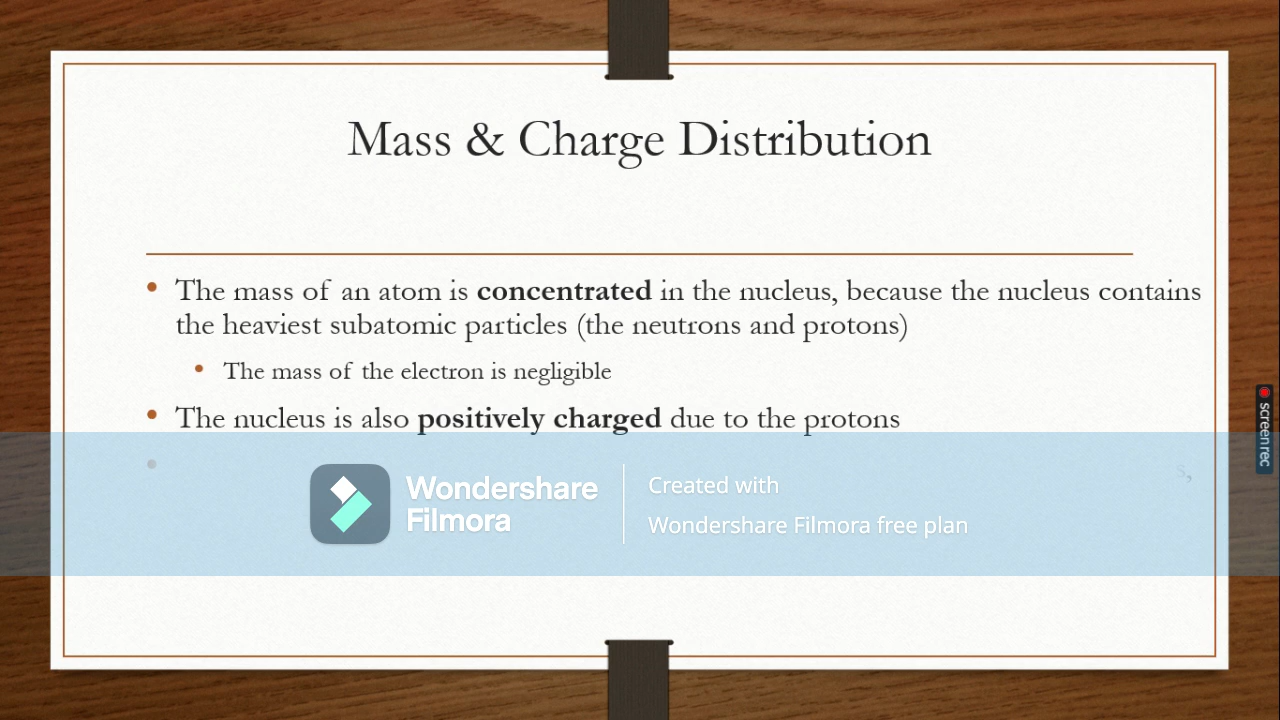 Mass & Charge Distribution
• The mass of an atom is concentrated in the nucleus, because the nucleus contains
the heaviest subatomic particles (the neutrons and protons)
• The mass of the electron is negligible
• The nucleus is also positively charged due to the protons
Wondershare
Filmora
Created with
Wondershare Filmora free plan
screenrec